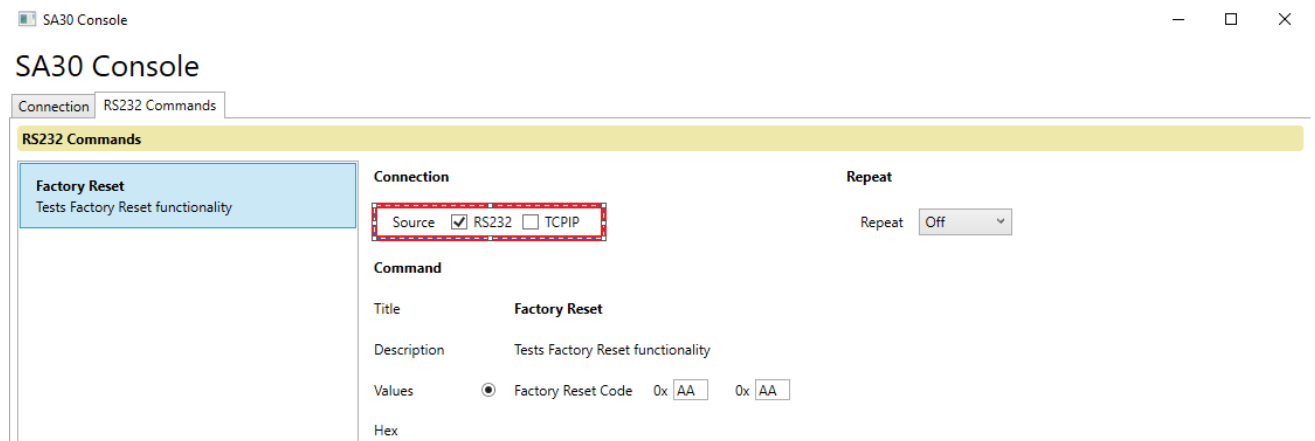 SA30 Console
SA30 Console
Connection RS232 Commands
RS232 Commands
Factory Reset
Tests Factory Reset functionality
Connection
Source RS232 TCPIP
Repeat
Repeat Off
Command
Title Factory Reset
Description Tests Factory Reset functionality
Values Factory Reset Code 0x AA 0x AA
Hex